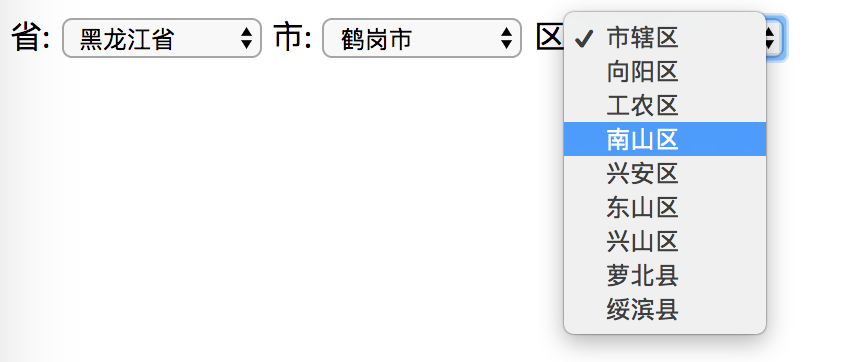 省: 黑龙江省 市: 鹤岗市 区
市辖区
向阳区
工农区
南山区
兴安区
东山区
兴山区
萝北县
绥滨县